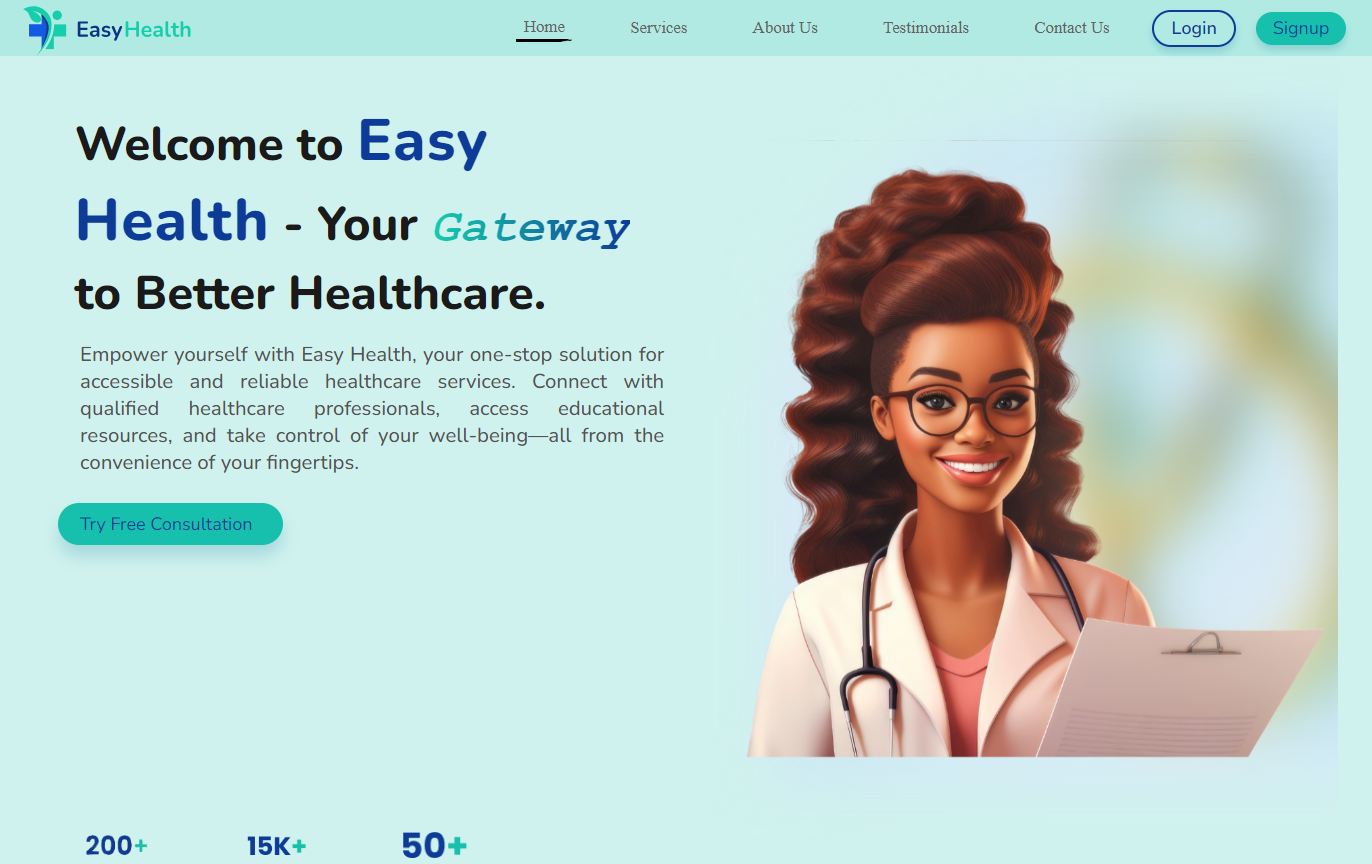 EasyHealth
Home Services About Us Testimonials Contact Us Login Signup
Welcome to Easy
Health - Your Gateway
to Better Healthcare.
Empower yourself with Easy Health, your one-stop solution for
accessible and reliable healthcare services. Connect with
qualified healthcare professionals, access educational
resources, and take control of your well-being—all from the
convenience of your fingertips.
Try Free Consultation
200+ 15K+ 50+